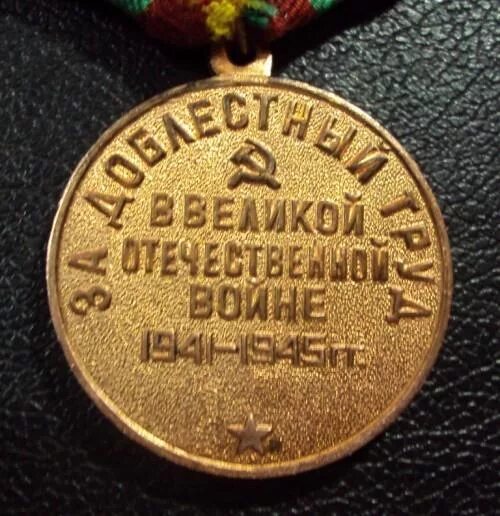 ЗА ДОБЛЕСТНЫЙ ТРУД
В ВЕЛИКОЙ
ОТЕЧЕСТВЕННОЙ
ВОЙНЕ
1941-1945 гг.